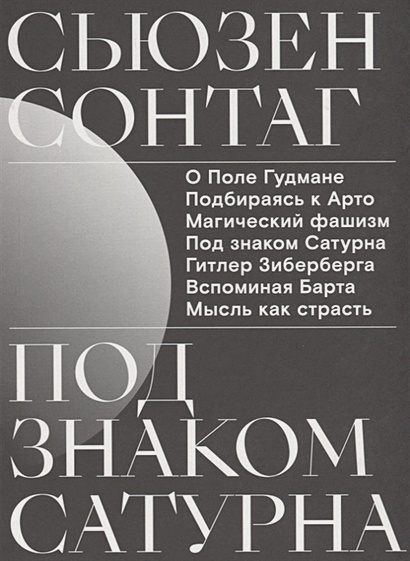 СЬЮЗЕН
СОНТАГ
О Поле Гудмане
Подбираясь к Арто
Магический фашизм
Под знаком Сатурна
Гитлер Зиберберга
Вспоминая Барта
Мысль как страсть
ПОД
ЗНАКОМ
САТУРНА